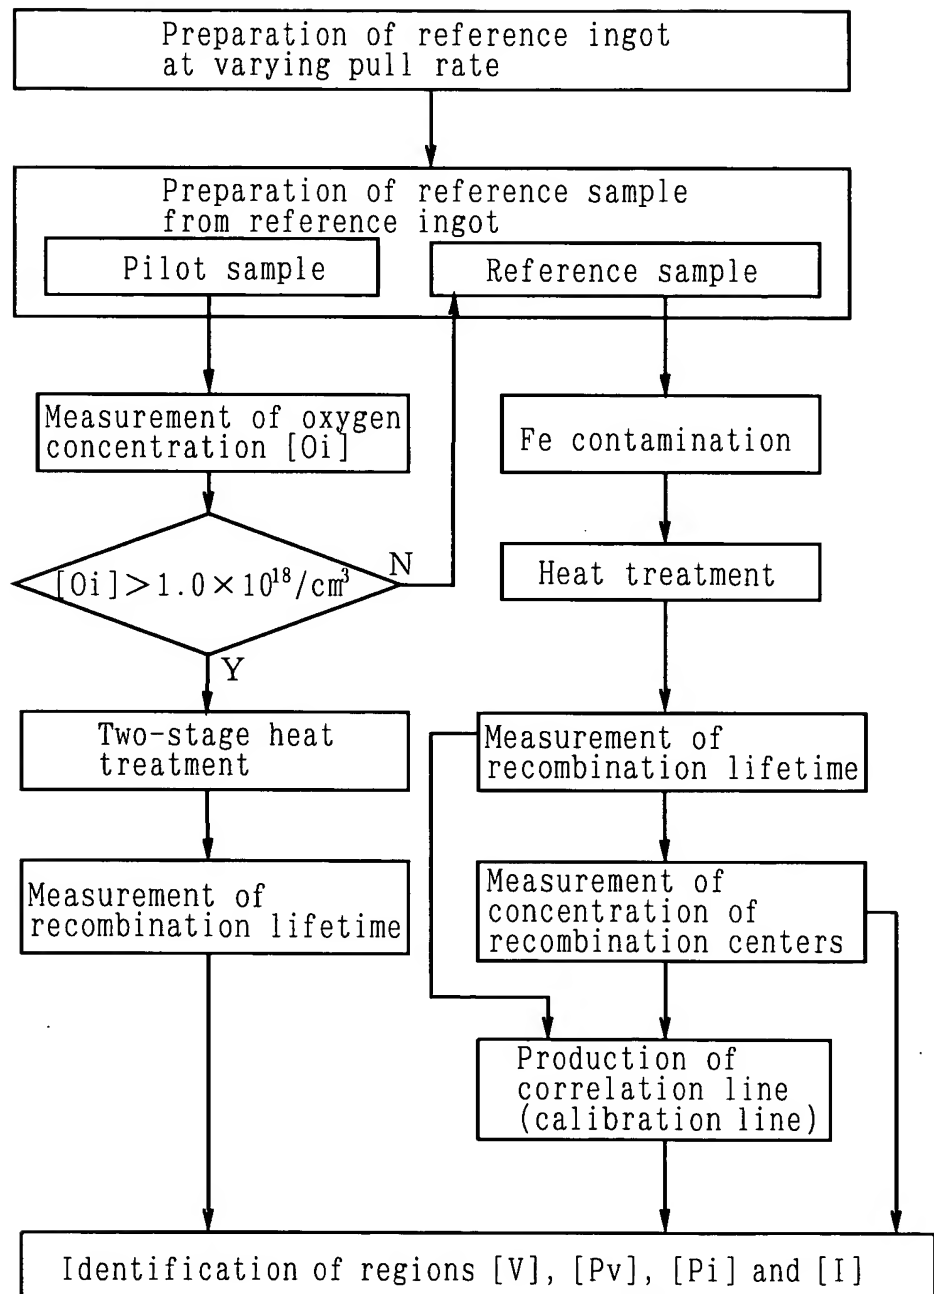 Preparation of reference ingot
at varying pull rate
Preparation of reference sample
from reference ingot
Pilot sample
Reference sample
Measurement of oxygen
concentration [Oi]
Fe contamination
[Oi]>1.0×10¹⁸/cm³
N
Y
Heat treatment
Two-stage heat
treatment
Measurement of
recombination lifetime
Measurement of
recombination lifetime
Measurement of
concentration of
recombination centers
Production of
correlation line
(calibration line)
Identification of regions [V], [Pv], [Pi] and [I]